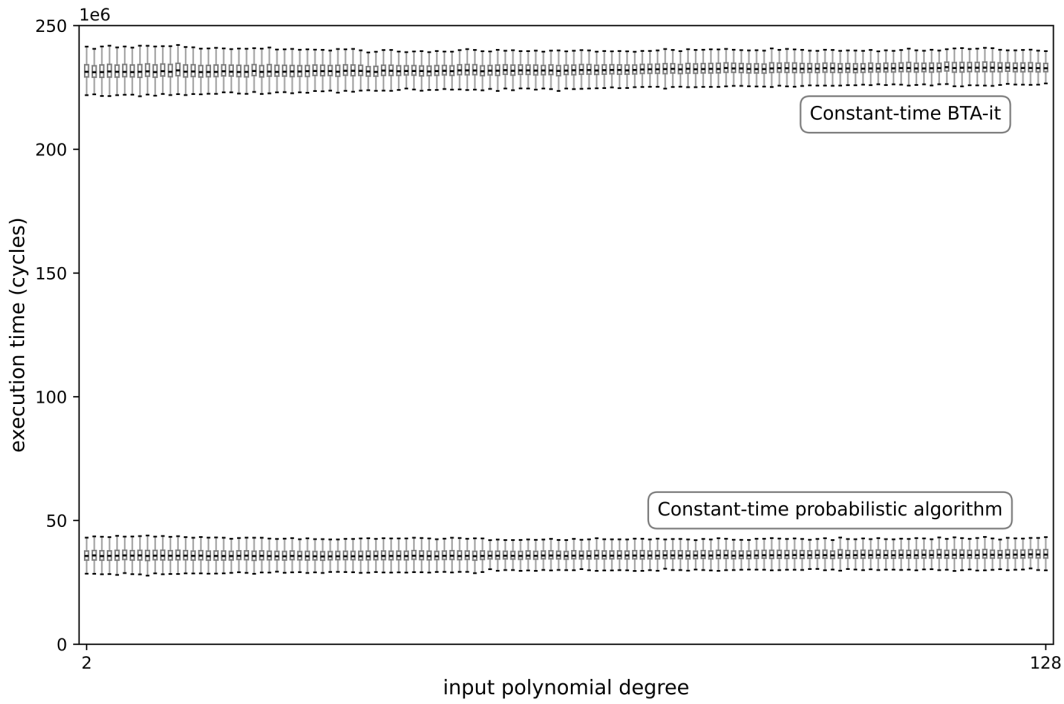 1e6
250
200
150
100
50
0
execution time (cycles)
Constant-time BTA-it
Constant-time probabilistic algorithm
2
128
input polynomial degree